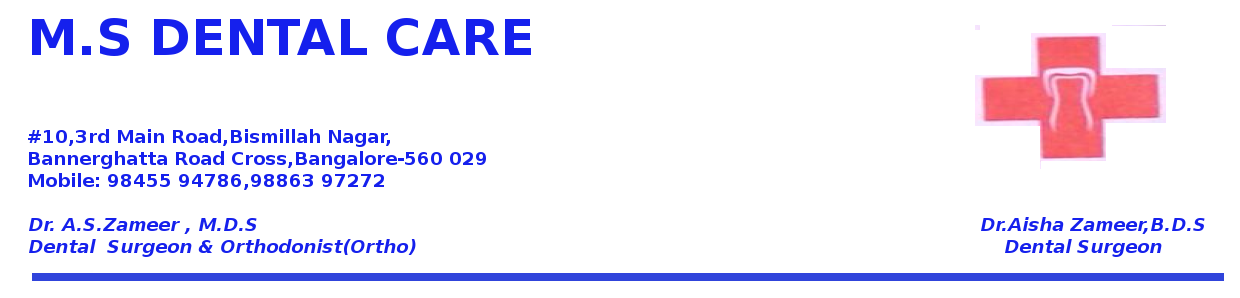 M.S DENTAL CARE
#10,3rd Main Road,Bismillah Nagar,
Bannerghatta Road Cross,Bangalore-560 029
Mobile: 98455 94786,98863 97272
Dr. A.S.Zameer , M.D.S
Dental  Surgeon & Orthodonist(Ortho)
Dr.Aisha Zameer,B.D.S
Dental Surgeon